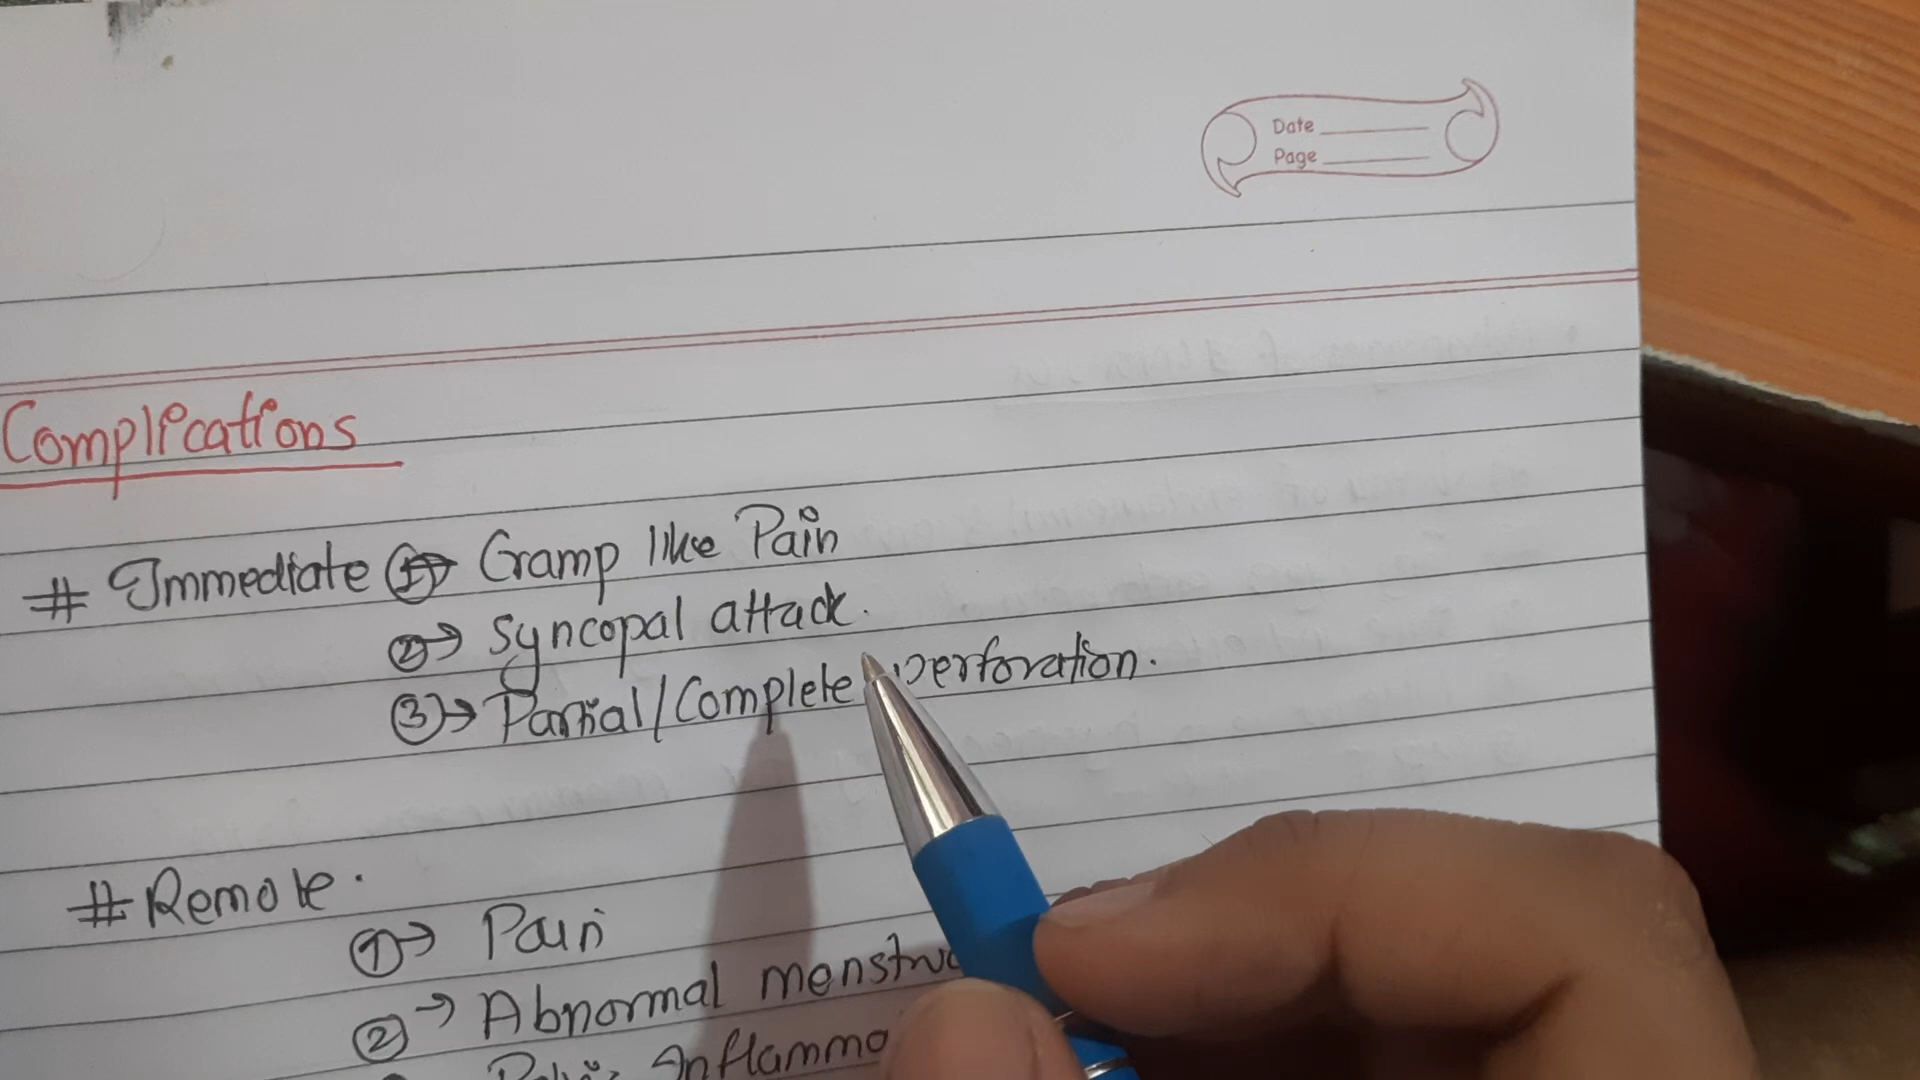 Date
Page
Complications
# Immediate ①→ Cramp like Pain
②→ Syncopal attack.
③→ Partial/Complete perforation.
# Remote.
①→ Pain
②→ Abnormal
Inflamma